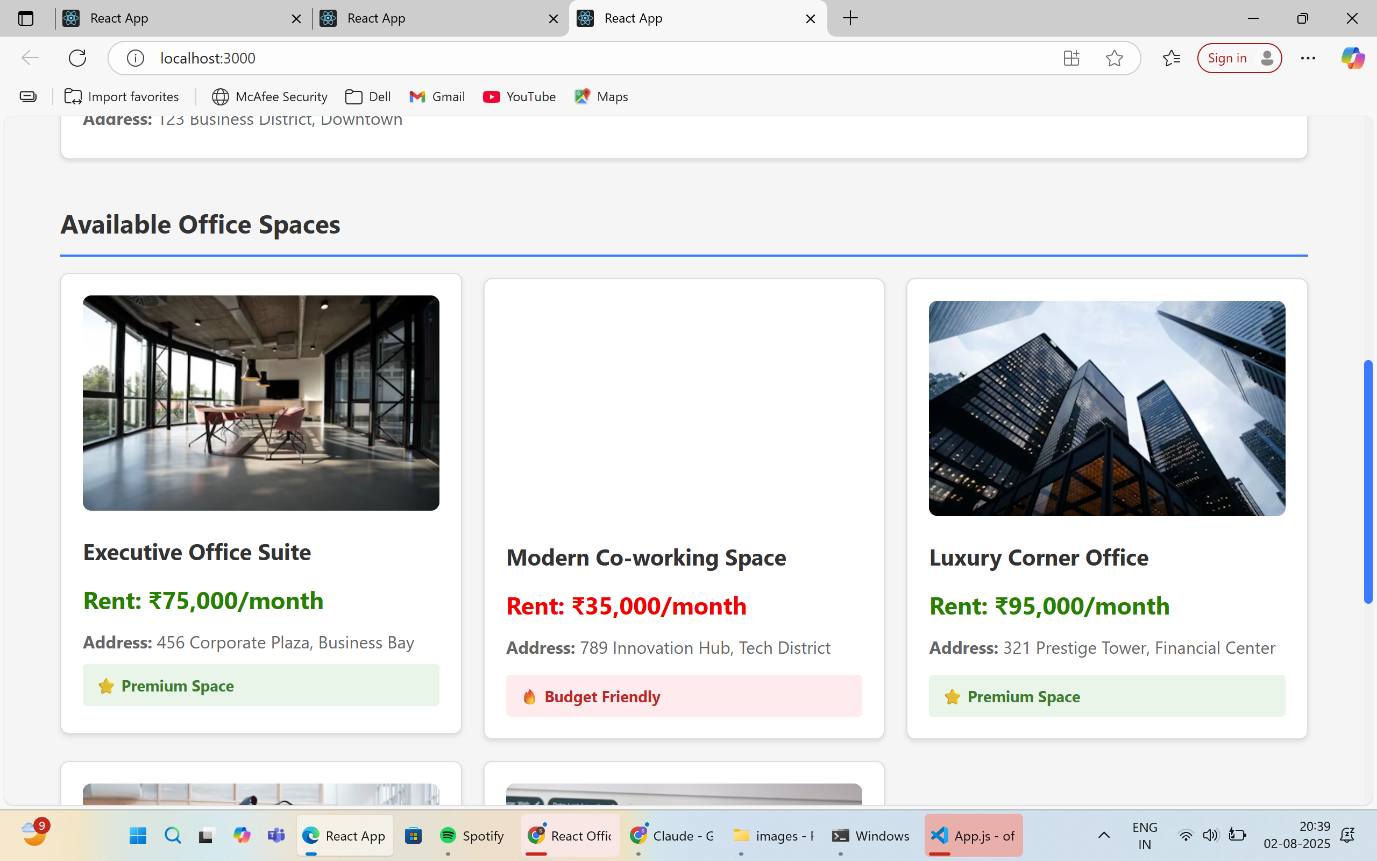 React App
React App
React App
localhost:3000
Sign in
Import favorites
McAfee Security
Dell
Gmail
YouTube
Maps
Address: 123 Business District, Downtown
Available Office Spaces
Executive Office Suite
Rent: ₹75,000/month
Address: 456 Corporate Plaza, Business Bay
Premium Space
Modern Co-working Space
Rent: ₹35,000/month
Address: 789 Innovation Hub, Tech District
Budget Friendly
Luxury Corner Office
Rent: ₹95,000/month
Address: 321 Prestige Tower, Financial Center
Premium Space
9
React App
Spotify
React Offic
Claude - G
images - F
Windows
App.js - of
ENG
IN
20:39
02-08-2025